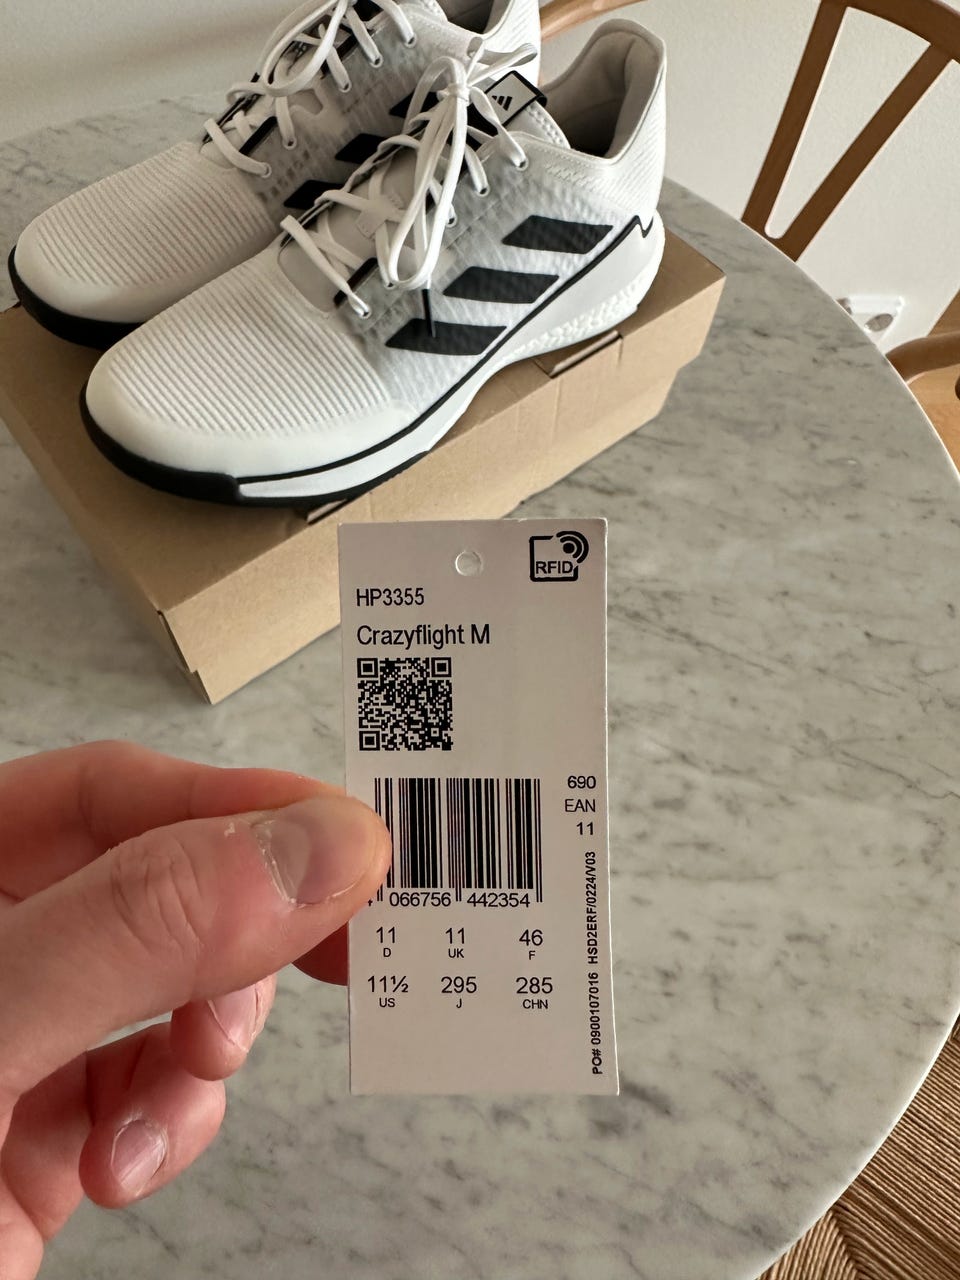 RFID
HP3355
Crazyflight M
690
EAN
11
4 066756 442354
11 11 46
D UK F
11½ 295 285
US J CHN
PO# 0900107016 HSD2ERF/0224/V03